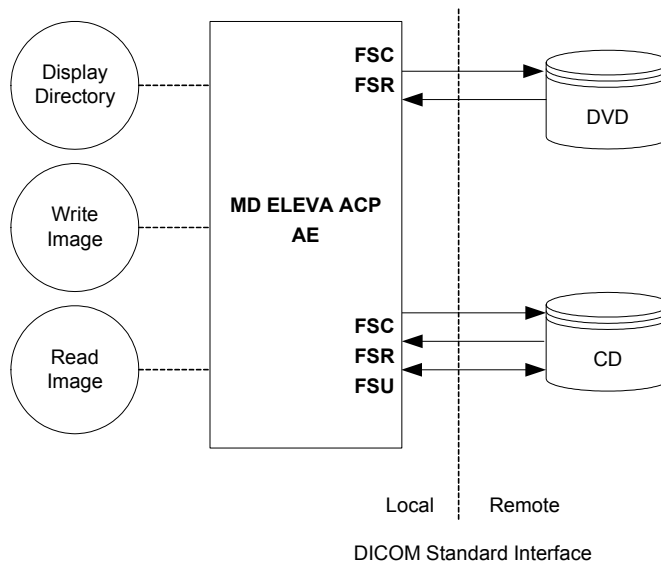 Display
Directory
Write
Image
Read
Image
FSC
FSR
MD ELEVA ACP
AE
FSC
FSR
FSU
DVD
CD
Local
Remote
DICOM Standard Interface